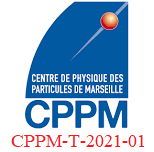 CENTRE DE PHYSIQUE DES
PARTICULES DE MARSEILLE
CPPM
CPPM-T-2021-01